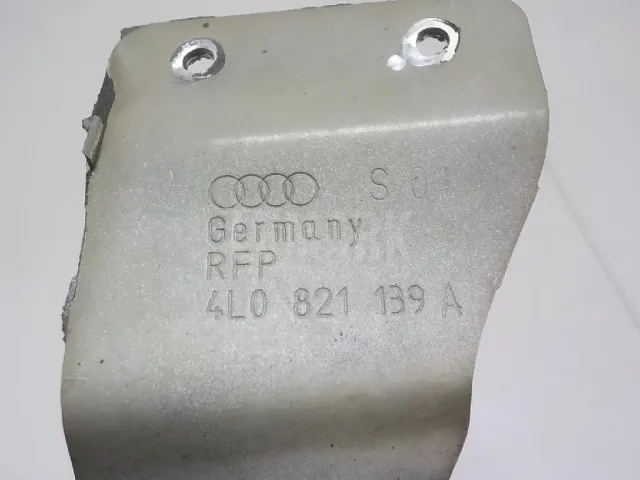 S
Germany
RFP
4L0 821 139 A